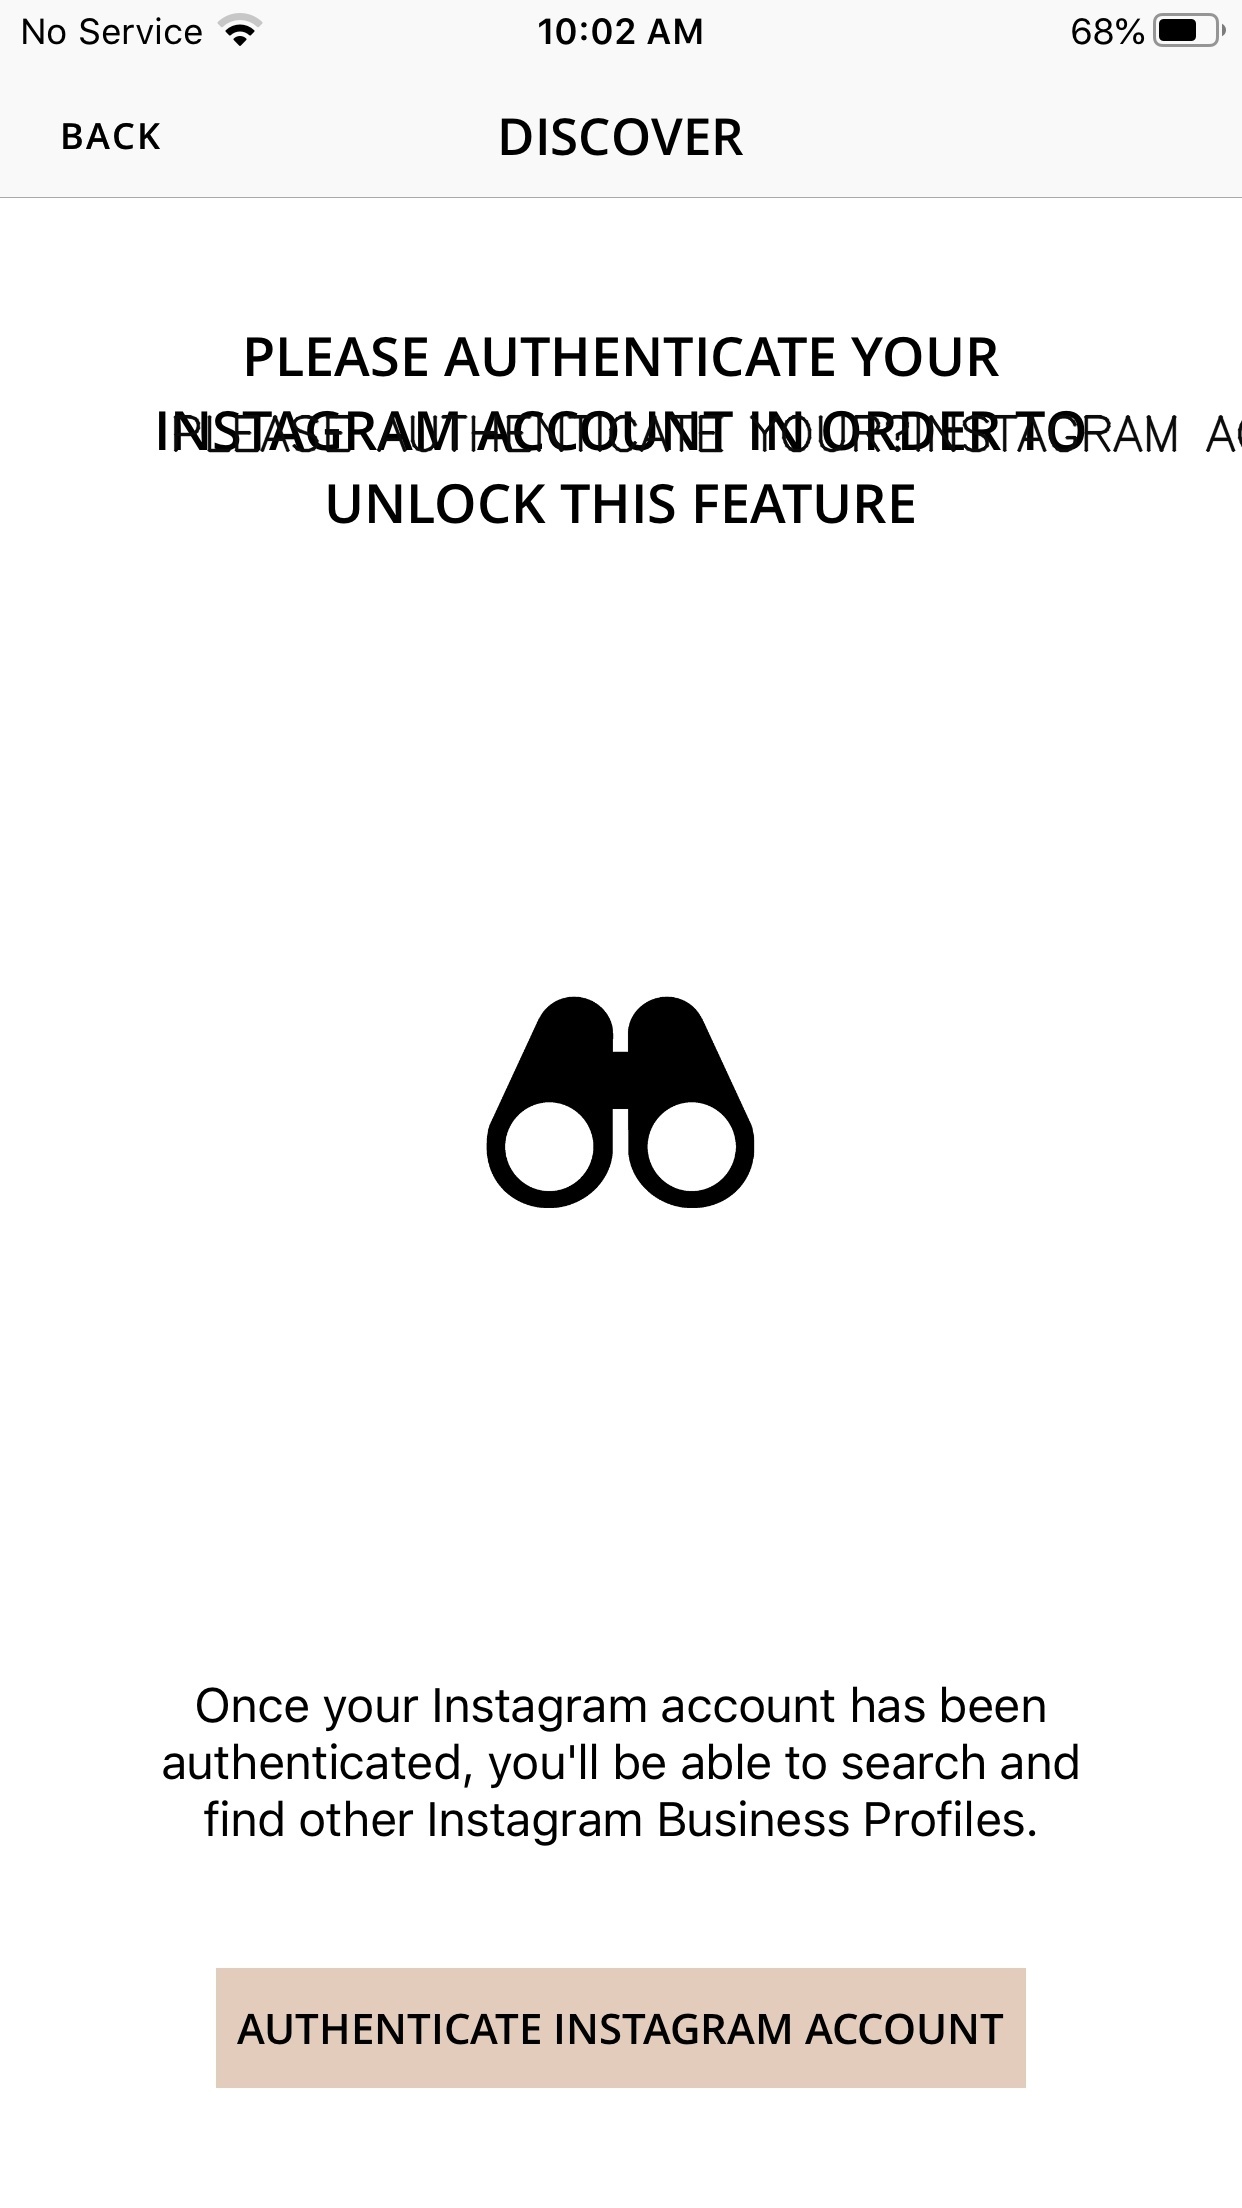 No Service 10:02 AM 68%
BACK DISCOVER
PLEASE AUTHENTICATE YOUR
INSTAGRAM ACCOUNT IN ORDER TO
PLEASE AUTHENTICATE YOUR?INSTAGRAM
UNLOCK THIS FEATURE
Once your Instagram account has been
authenticated, you'll be able to search and
find other Instagram Business Profiles.
AUTHENTICATE INSTAGRAM ACCOUNT